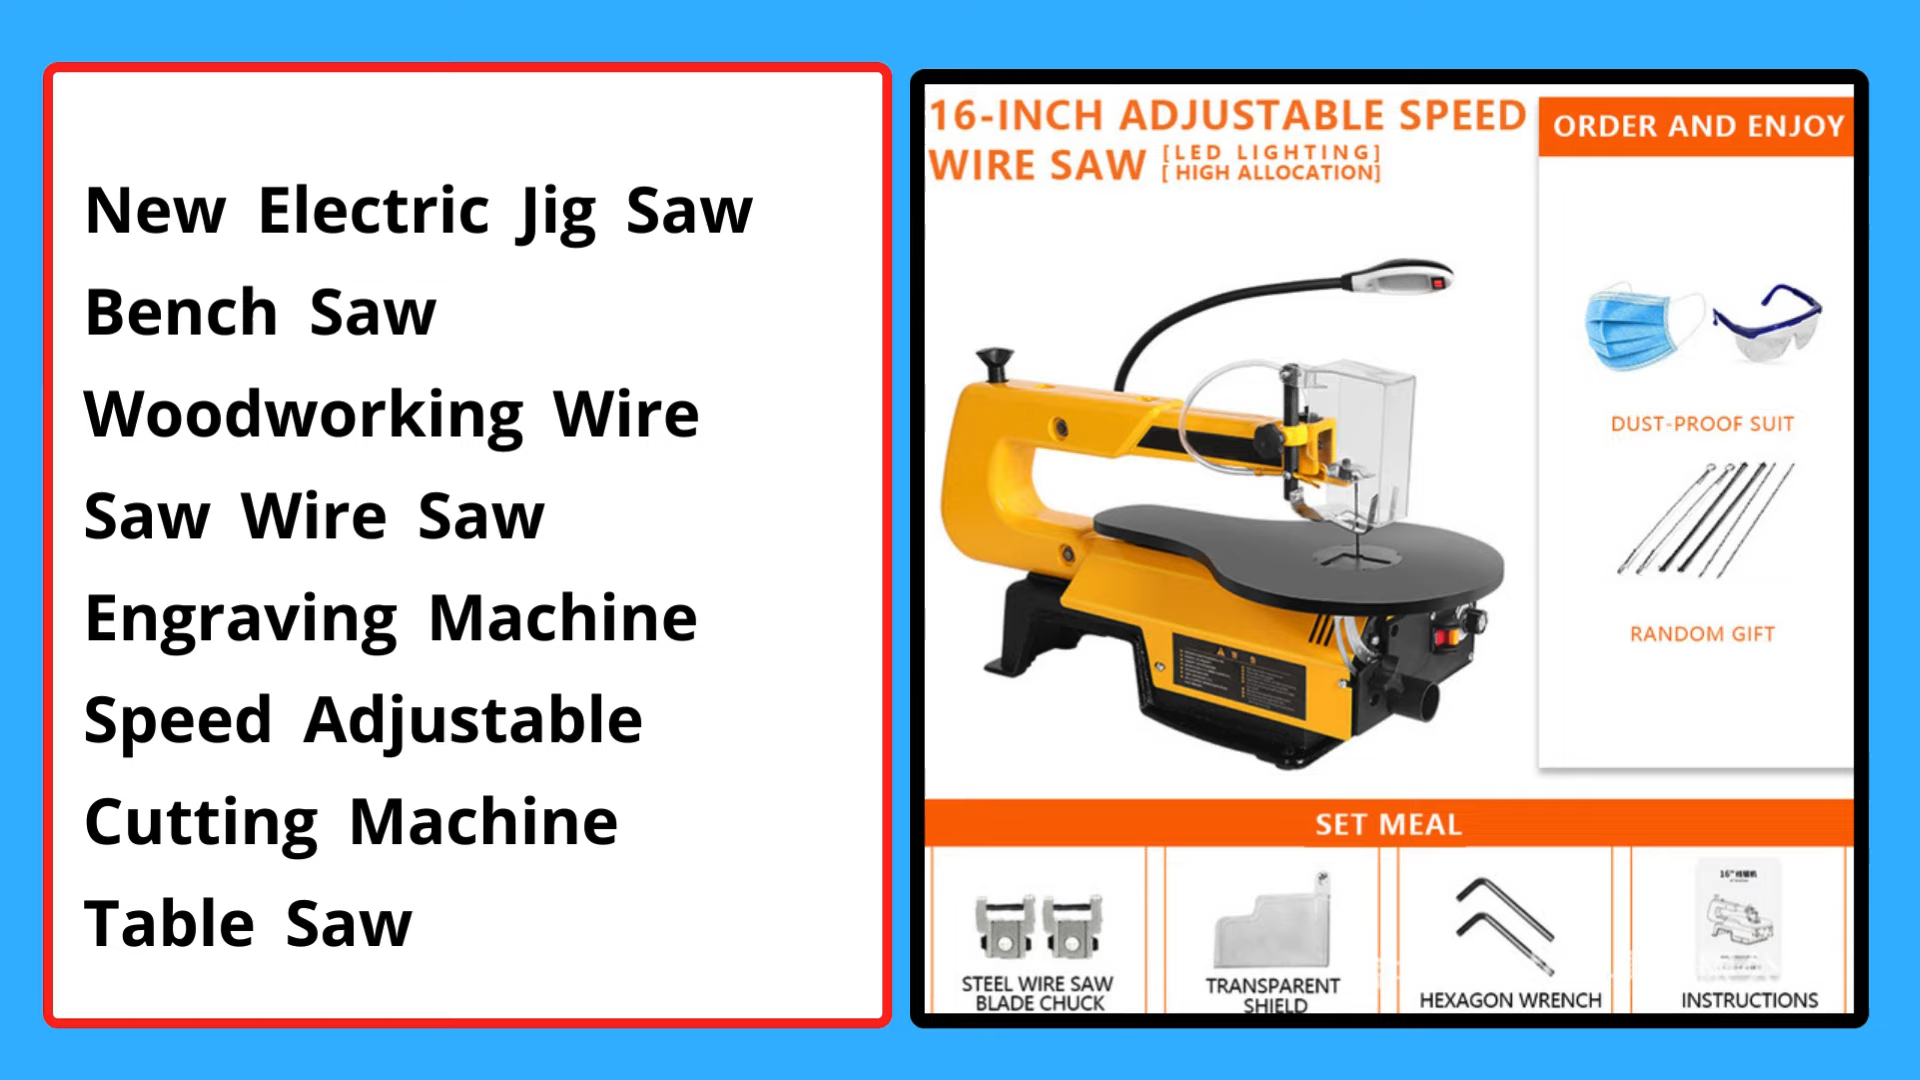 New Electric Jig Saw
Bench Saw
Woodworking Wire
Saw Wire Saw
Engraving Machine
Speed Adjustable
Cutting Machine
Table Saw
16-INCH ADJUSTABLE SPEED
WIRE SAW [LED LIGHTING]
[ HIGH ALLOCATION]
ORDER AND ENJOY
DUST-PROOF SUIT
RANDOM GIFT
SET MEAL
STEEL WIRE SAW
BLADE CHUCK
TRANSPARENT
SHIELD
HEXAGON WRENCH
16"
INSTRUCTIONS